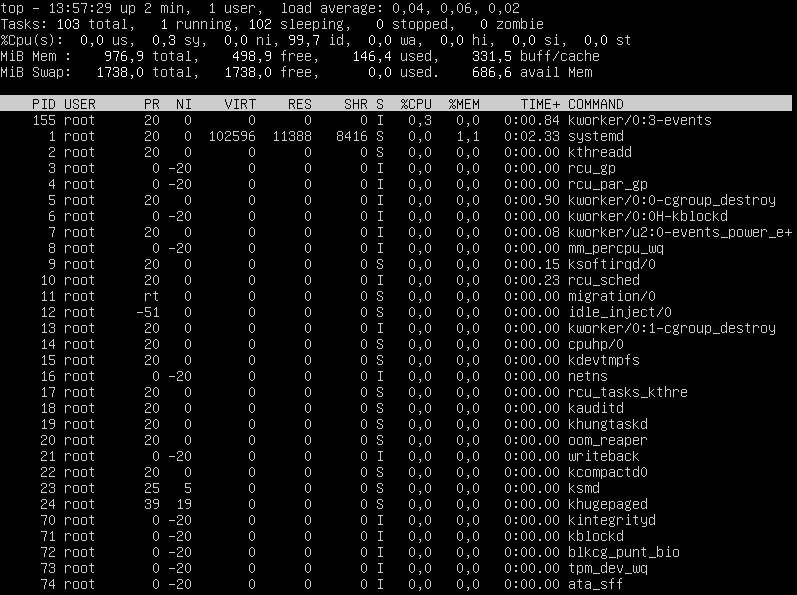 top - 13:57:29 up 2 min,  1 user,  load average: 0,04, 0,06, 0,02
Tasks: 103 total,   1 running, 102 sleeping,   0 stopped,   0 zombie
%Cpu(s):  0,0 us,  0,3 sy,  0,0 ni, 99,7 id,  0,0 wa,  0,0 hi,  0,0 si,  0,0 st
MiB Mem :    976,9 total,    498,9 free,    146,4 used,    331,5 buff/cache
MiB Swap:   1738,0 total,   1738,0 free,      0,0 used.    686,6 avail Mem
    PID USER      PR  NI    VIRT    RES    SHR S  %CPU  %MEM     TIME+ COMMAND
    155 root      20   0       0      0      0 I   0,3   0,0   0:00.84 kworker/0:3-events
      1 root      20   0  102596  11388   8416 S   0,0   1,1   0:02.33 systemd
      2 root      20   0       0      0      0 S   0,0   0,0   0:00.00 kthreadd
      3 root       0 -20       0      0      0 I   0,0   0,0   0:00.00 rcu_gp
      4 root       0 -20       0      0      0 I   0,0   0,0   0:00.00 rcu_par_gp
      5 root      20   0       0      0      0 I   0,0   0,0   0:00.90 kworker/0:0-cgroup_destroy
      6 root       0 -20       0      0      0 I   0,0   0,0   0:00.00 kworker/0:0H-kblockd
      7 root      20   0       0      0      0 I   0,0   0,0   0:00.08 kworker/u2:0-events_power_e+
      8 root       0 -20       0      0      0 I   0,0   0,0   0:00.00 mm_percpu_wq
      9 root      20   0       0      0      0 S   0,0   0,0   0:00.15 ksoftirqd/0
     10 root      20   0       0      0      0 I   0,0   0,0   0:00.23 rcu_sched
     11 root      rt   0       0      0      0 S   0,0   0,0   0:00.00 migration/0
     12 root     -51   0       0      0      0 S   0,0   0,0   0:00.00 idle_inject/0
     13 root      20   0       0      0      0 I   0,0   0,0   0:00.00 kworker/0:1-cgroup_destroy
     14 root      20   0       0      0      0 S   0,0   0,0   0:00.00 cpuhp/0
     15 root      20   0       0      0      0 S   0,0   0,0   0:00.00 kdevtmpfs
     16 root       0 -20       0      0      0 I   0,0   0,0   0:00.00 netns
     17 root      20   0       0      0      0 S   0,0   0,0   0:00.00 rcu_tasks_kthre
     18 root      20   0       0      0      0 S   0,0   0,0   0:00.00 kauditd
     19 root      20   0       0      0      0 S   0,0   0,0   0:00.00 khungtaskd
     20 root      20   0       0      0      0 S   0,0   0,0   0:00.00 oom_reaper
     21 root       0 -20       0      0      0 I   0,0   0,0   0:00.00 writeback
     22 root      20   0       0      0      0 S   0,0   0,0   0:00.00 kcompactd0
     23 root      25   5       0      0      0 S   0,0   0,0   0:00.00 ksmd
     24 root      39  19       0      0      0 S   0,0   0,0   0:00.00 khugepaged
     70 root       0 -20       0      0      0 I   0,0   0,0   0:00.00 kintegrityd
     71 root       0 -20       0      0      0 I   0,0   0,0   0:00.00 kblockd
     72 root       0 -20       0      0      0 I   0,0   0,0   0:00.00 blkcg_punt_bio
     73 root       0 -20       0      0      0 I   0,0   0,0   0:00.00 tpm_dev_wq
     74 root       0 -20       0      0      0 I   0,0   0,0   0:00.00 ata_sff